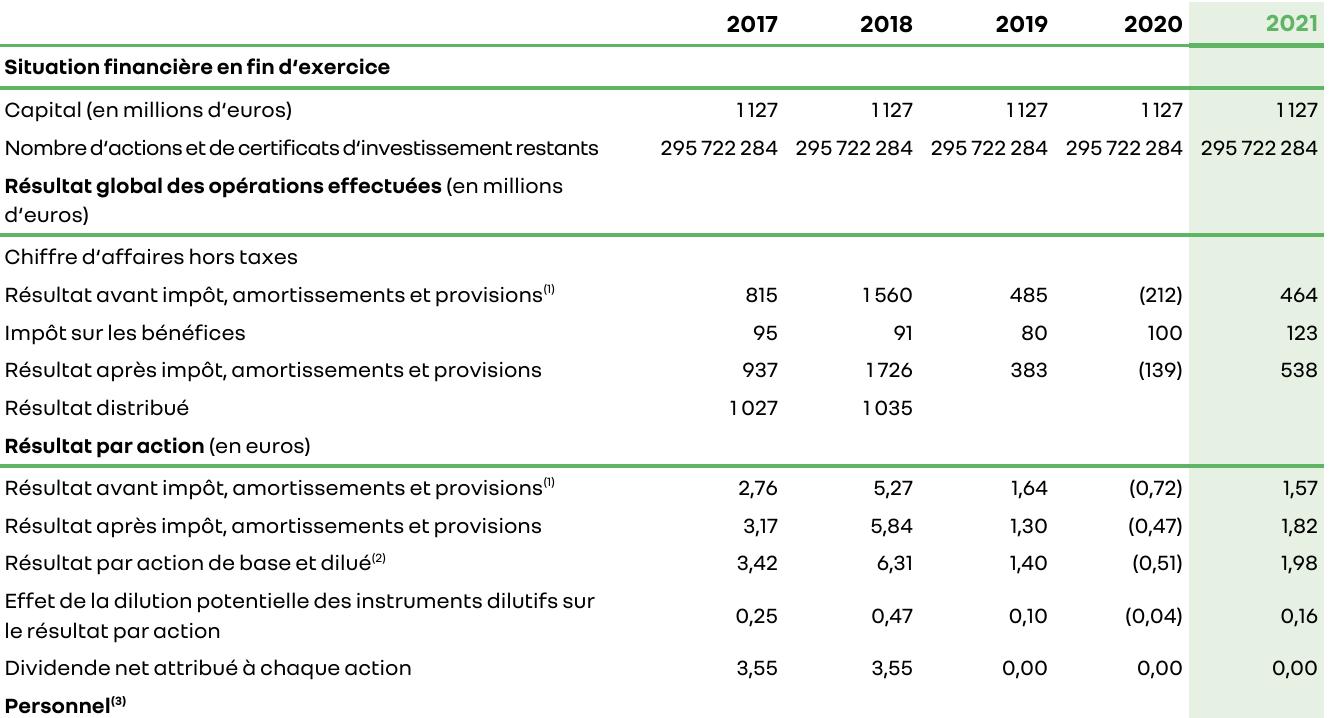 2017 2018 2019 2020 2021
Situation financière en fin d’exercice
Capital (en millions d’euros) 1 127 1 127 1 127 1 127 1 127
Nombre d’actions et de certificats d’investissement restants 295 722 284 295 722 284 295 722 284 295 722 284 295 722 284
Résultat global des opérations effectuées (en millions
d’euros)
Chiffre d’affaires hors taxes
Résultat avant impôt, amortissements et provisions(1) 815 1 560 485 (212) 464
Impôt sur les bénéfices 95 91 80 100 123
Résultat après impôt, amortissements et provisions 937 1 726 383 (139) 538
Résultat distribué 1 027 1 035
Résultat par action (en euros)
Résultat avant impôt, amortissements et provisions(1) 2,76 5,27 1,64 (0,72) 1,57
Résultat après impôt, amortissements et provisions 3,17 5,84 1,30 (0,47) 1,82
Résultat par action de base et dilué(2) 3,42 6,31 1,40 (0,51) 1,98
Effet de la dilution potentielle des instruments dilutifs sur
le résultat par action 0,25 0,47 0,10 (0,04) 0,16
Dividende net attribué à chaque action 3,55 3,55 0,00 0,00 0,00
Personnel(3)